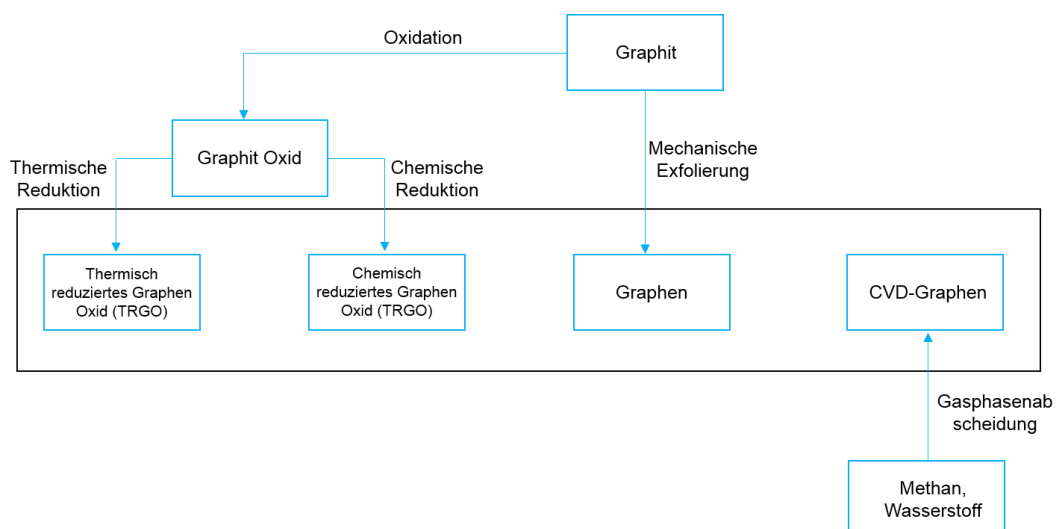 Oxidation
Graphit
Graphit Oxid
Thermische
Reduktion
Chemische
Reduktion
Mechanische
Exfolierung
Thermisch
reduziertes Graphen
Oxid (TRGO)
Chemisch
reduziertes Graphen
Oxid (TRGO)
Graphen
CVD-Graphen
Gasphasenab
scheidung
Methan,
Wasserstoff